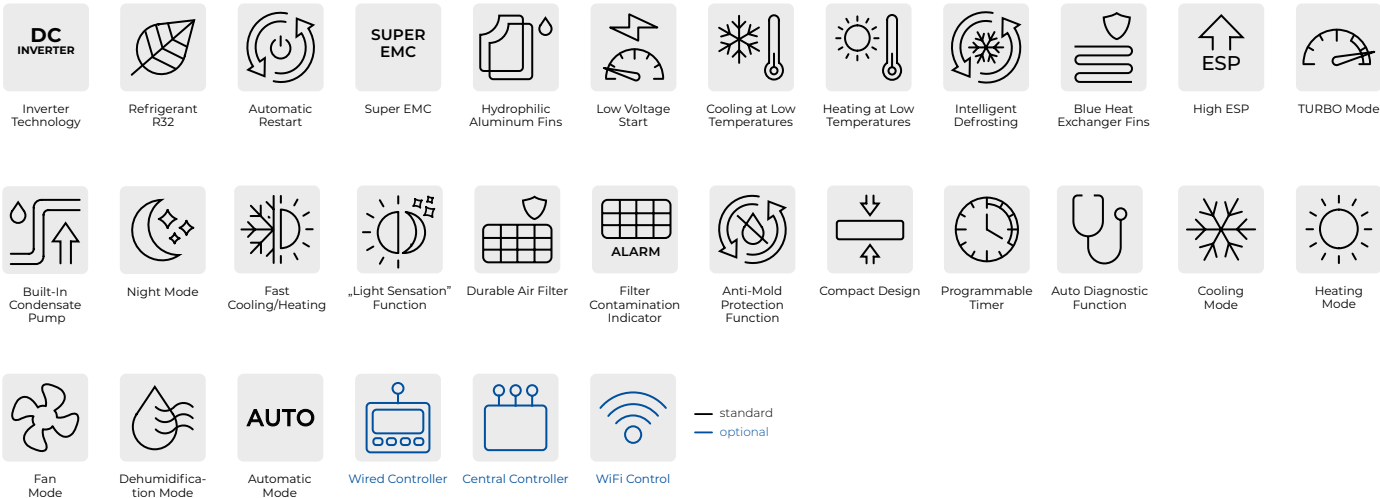 DC
INVERTER
SUPER
EMC
ESP
Inverter
Technology
Refrigerant
R32
Automatic
Restart
Super EMC
Hydrophilic
Aluminum Fins
Low Voltage
Start
Cooling at Low
Temperatures
Heating at Low
Temperatures
Intelligent
Defrosting
Blue Heat
Exchanger Fins
High ESP
TURBO Mode
ALARM
Built-In
Condensate
Pump
Night Mode
Fast
Cooling/Heating
„Light Sensation”
Function
Durable Air Filter
Filter
Contamination
Indicator
Anti-Mold
Protection
Function
Compact Design
Programmable
Timer
Auto Diagnostic
Function
Cooling
Mode
Heating
Mode
AUTO
standard
optional
Fan
Mode
Dehumidifica-
tion Mode
Automatic
Mode
Wired Controller
Central Controller
WiFi Control